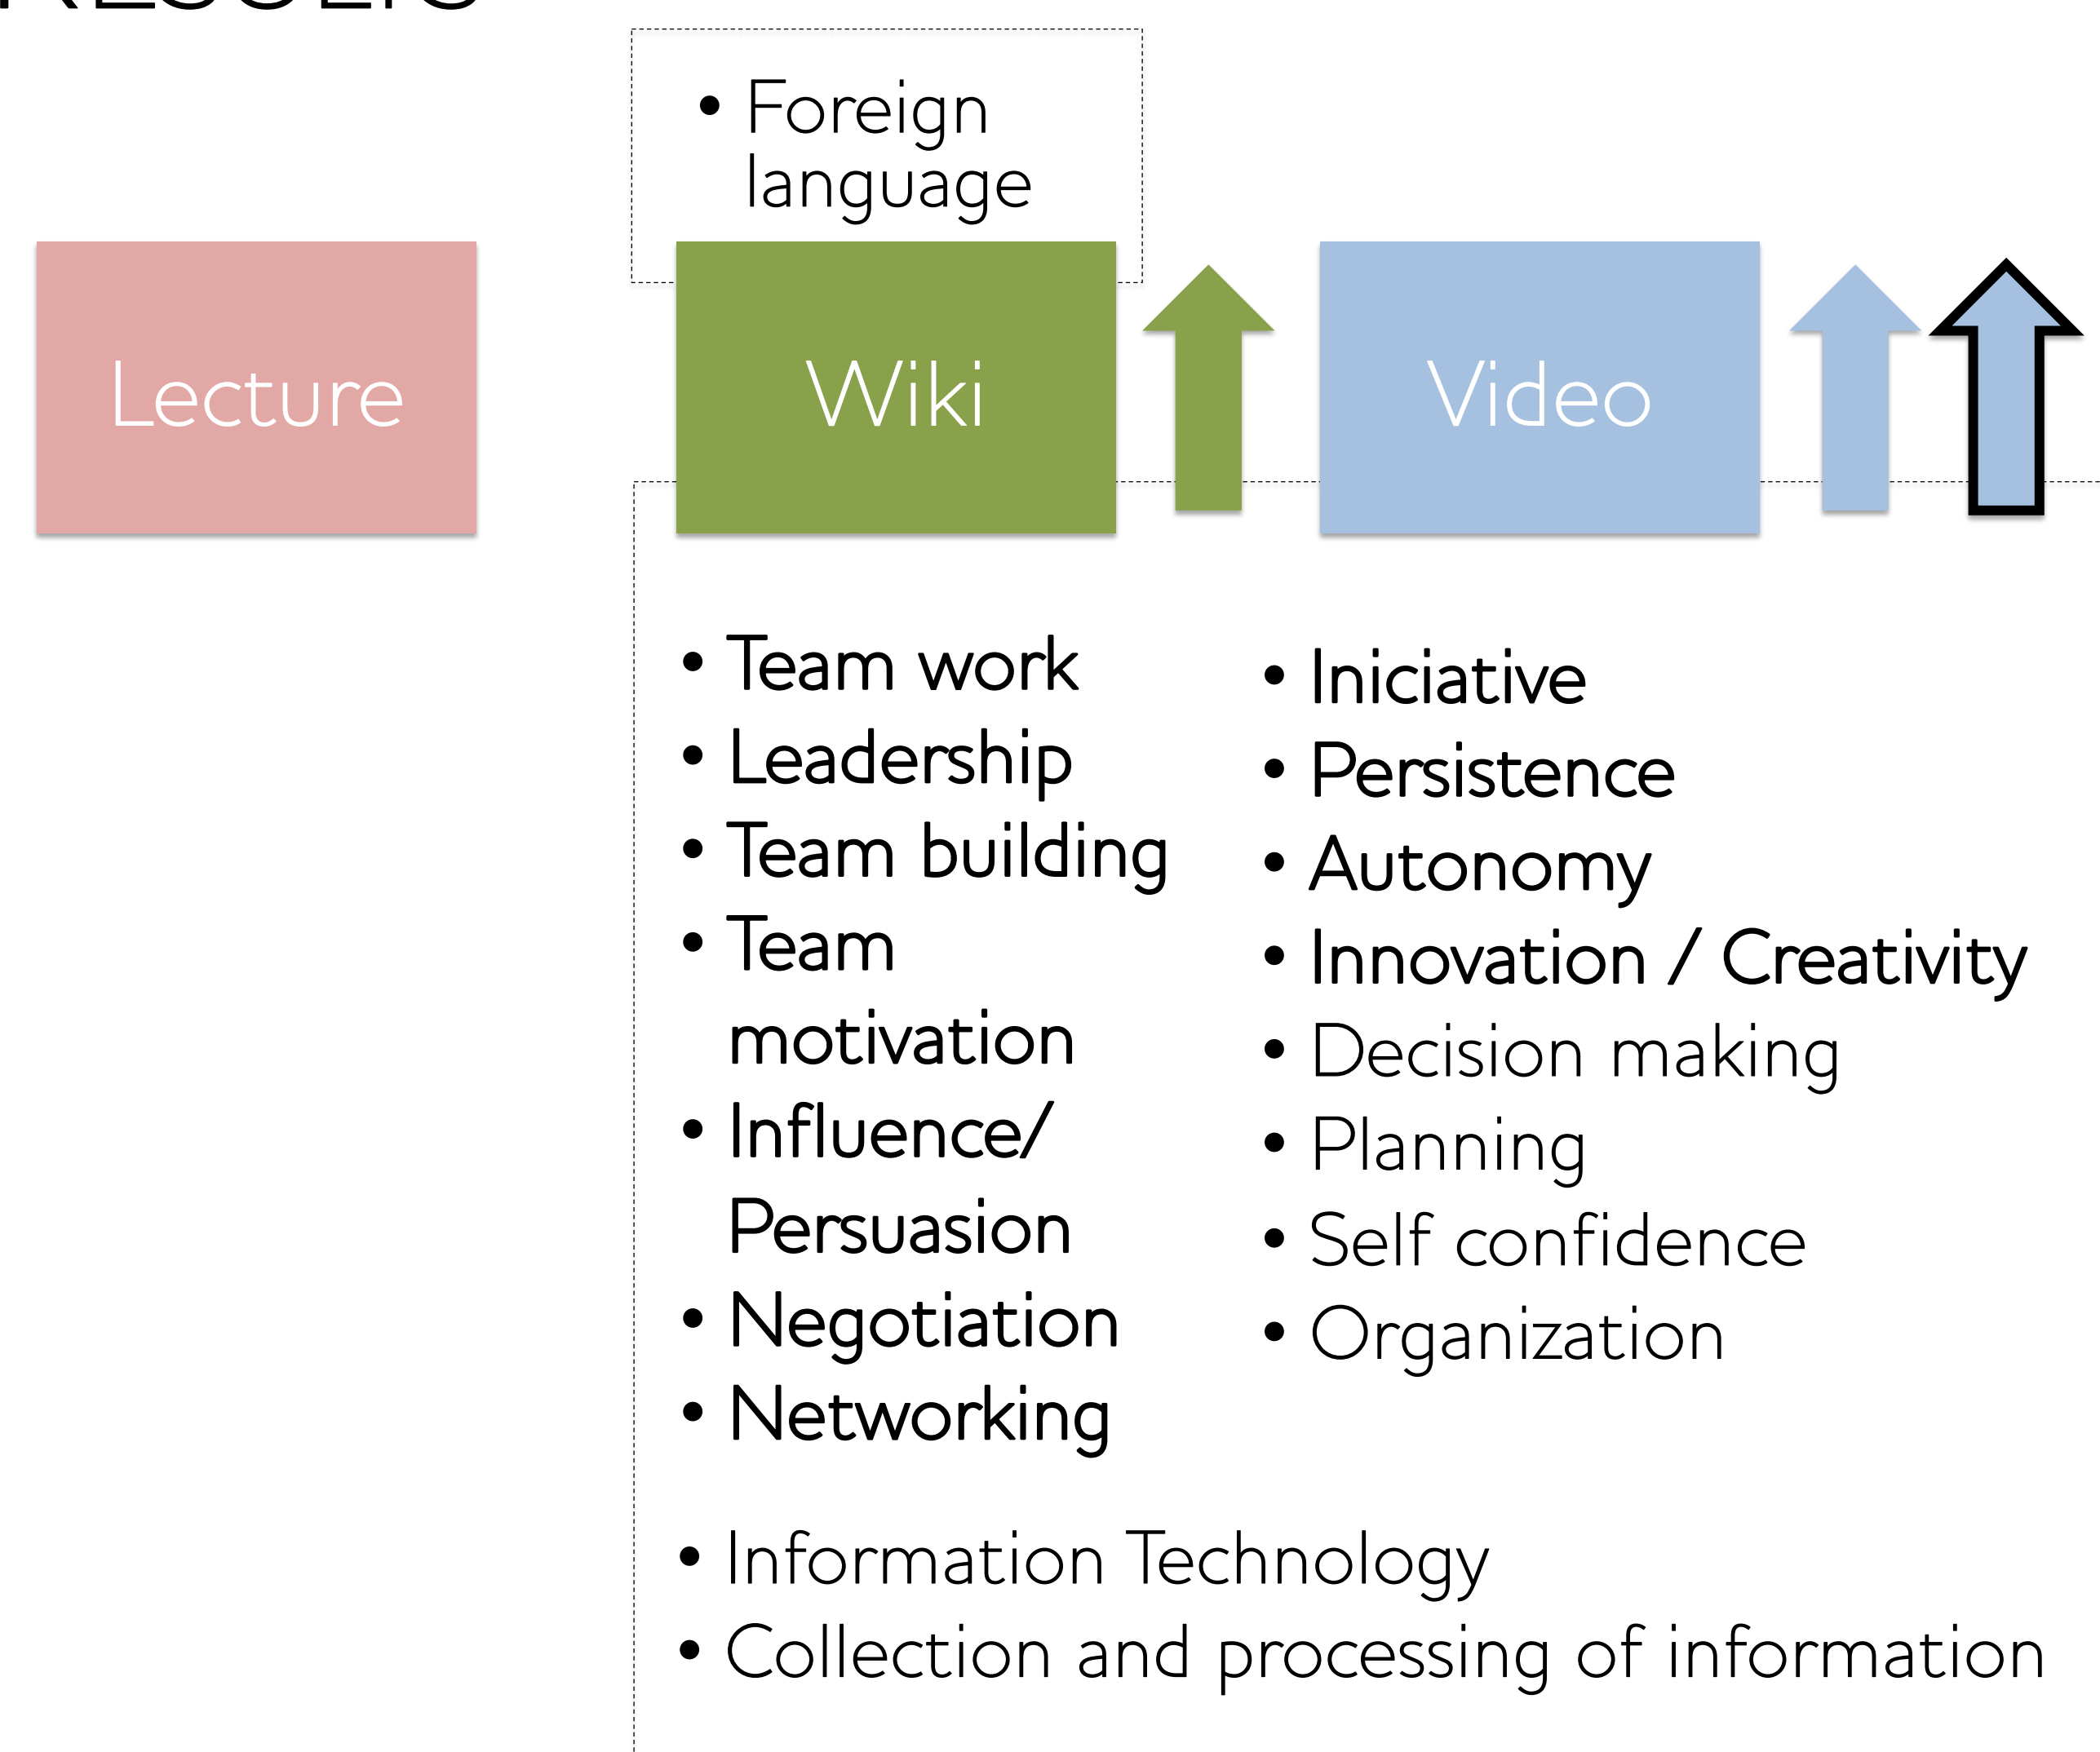 RESULTS
• Foreign
language
Lecture
Wiki
Video
• Team work
• Leadership
• Team building
• Team
motivation
• Influence/
Persuasion
• Negotiation
• Networking
• Iniciative
• Persistence
• Autonomy
• Innovation / Creativity
• Decision making
• Planning
• Self confidence
• Organization
• Information Technology
• Collection and processing of information